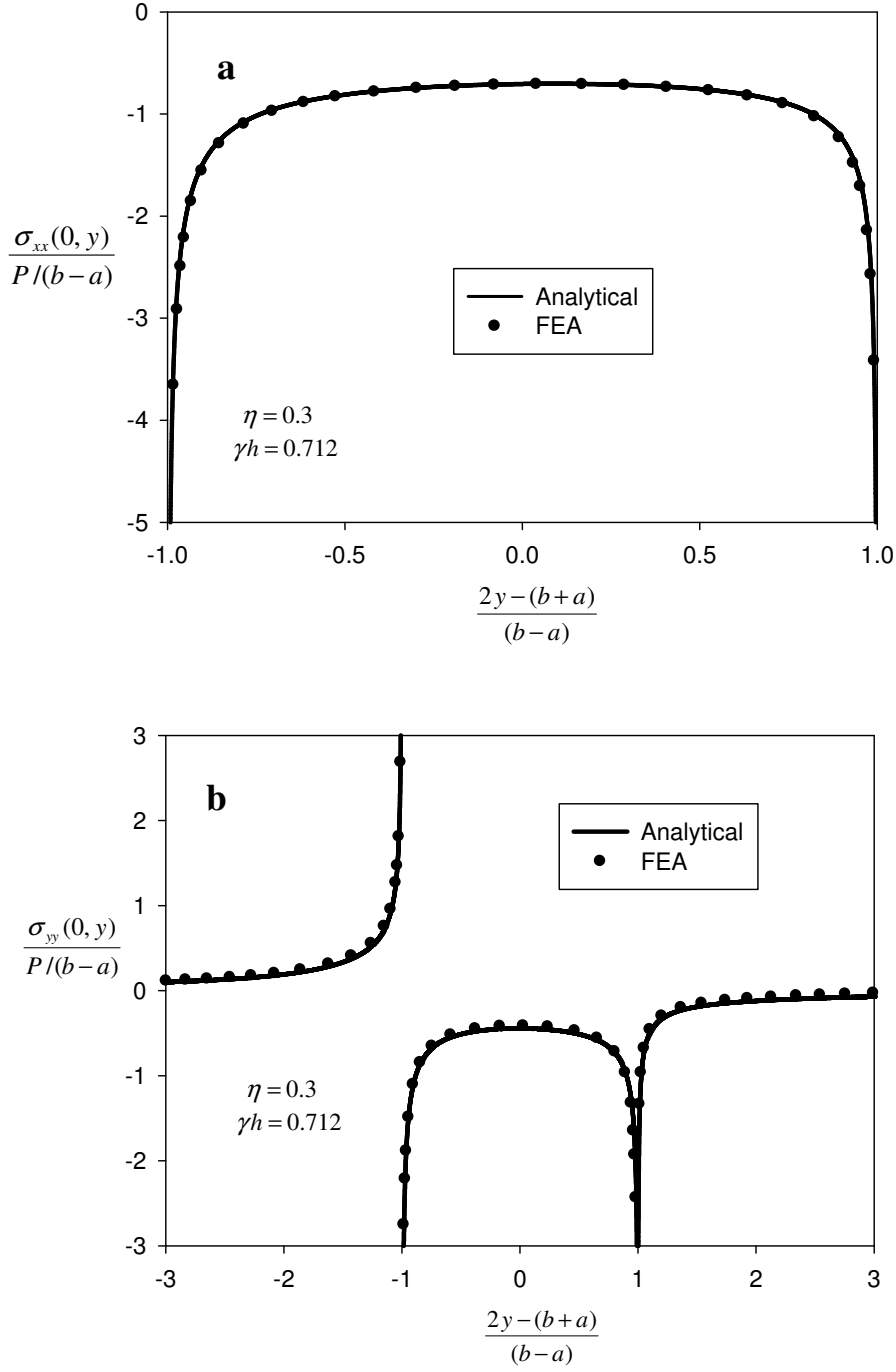 0
a
-1
-2
σxx(0, y)
P/(b−a)
Analytical
FEA
-3
-4
η = 0.3
γh = 0.712
-5
-1.0 -0.5 0.0 0.5 1.0
2y−(b+a)
(b−a)
3
b
2
Analytical
FEA
1
σyy(0, y)
P/(b−a)
0
-1
η = 0.3
γh = 0.712
-2
-3
-3 -2 -1 0 1 2 3
2y−(b+a)
(b−a)